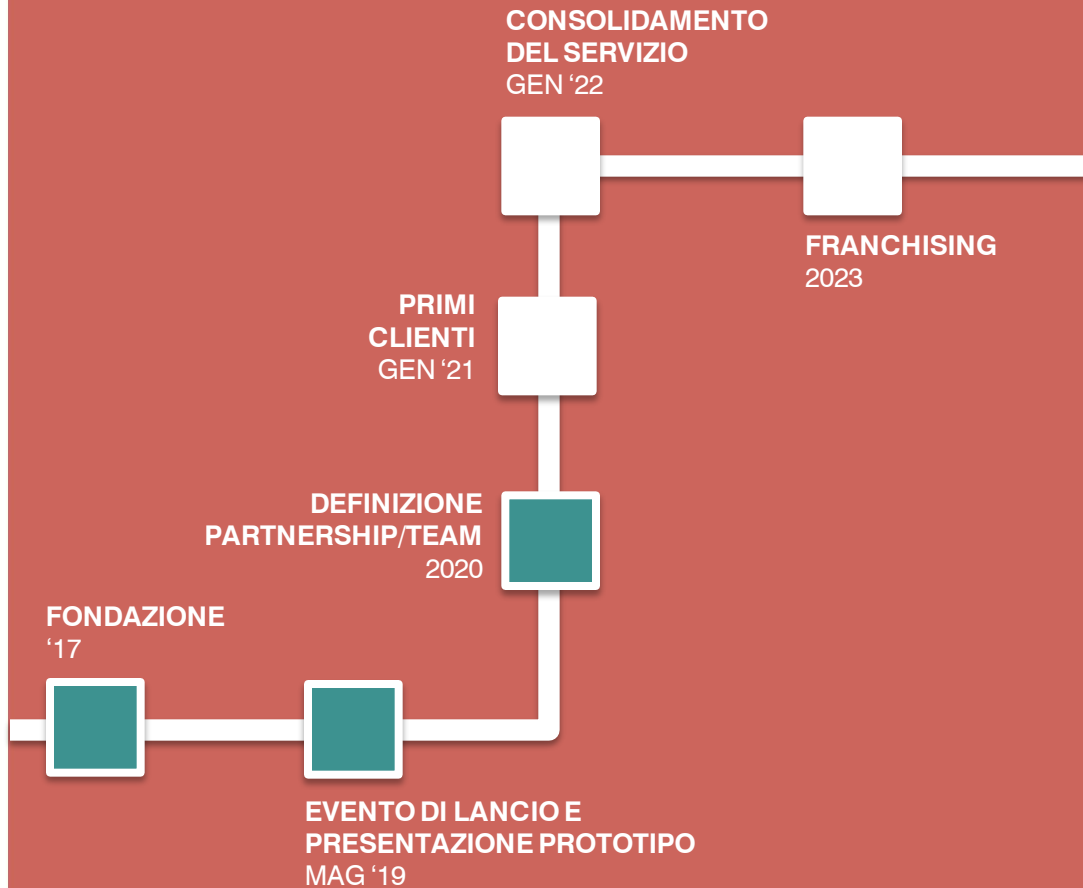 CONSOLIDAMENTO
DEL SERVIZIO
GEN ‘22
FRANCHISING
2023
PRIMI
CLIENTI
GEN ‘21
DEFINIZIONE
PARTNERSHIP/TEAM
2020
FONDAZIONE
‘17
EVENTO DI LANCIO E
PRESENTAZIONE PROTOTIPO
MAG ‘19